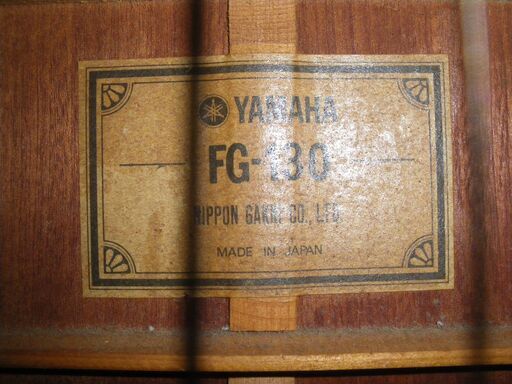 YAMAHA
FG-130
NIPPON GAKKI CO., LTD
MADE IN JAPAN